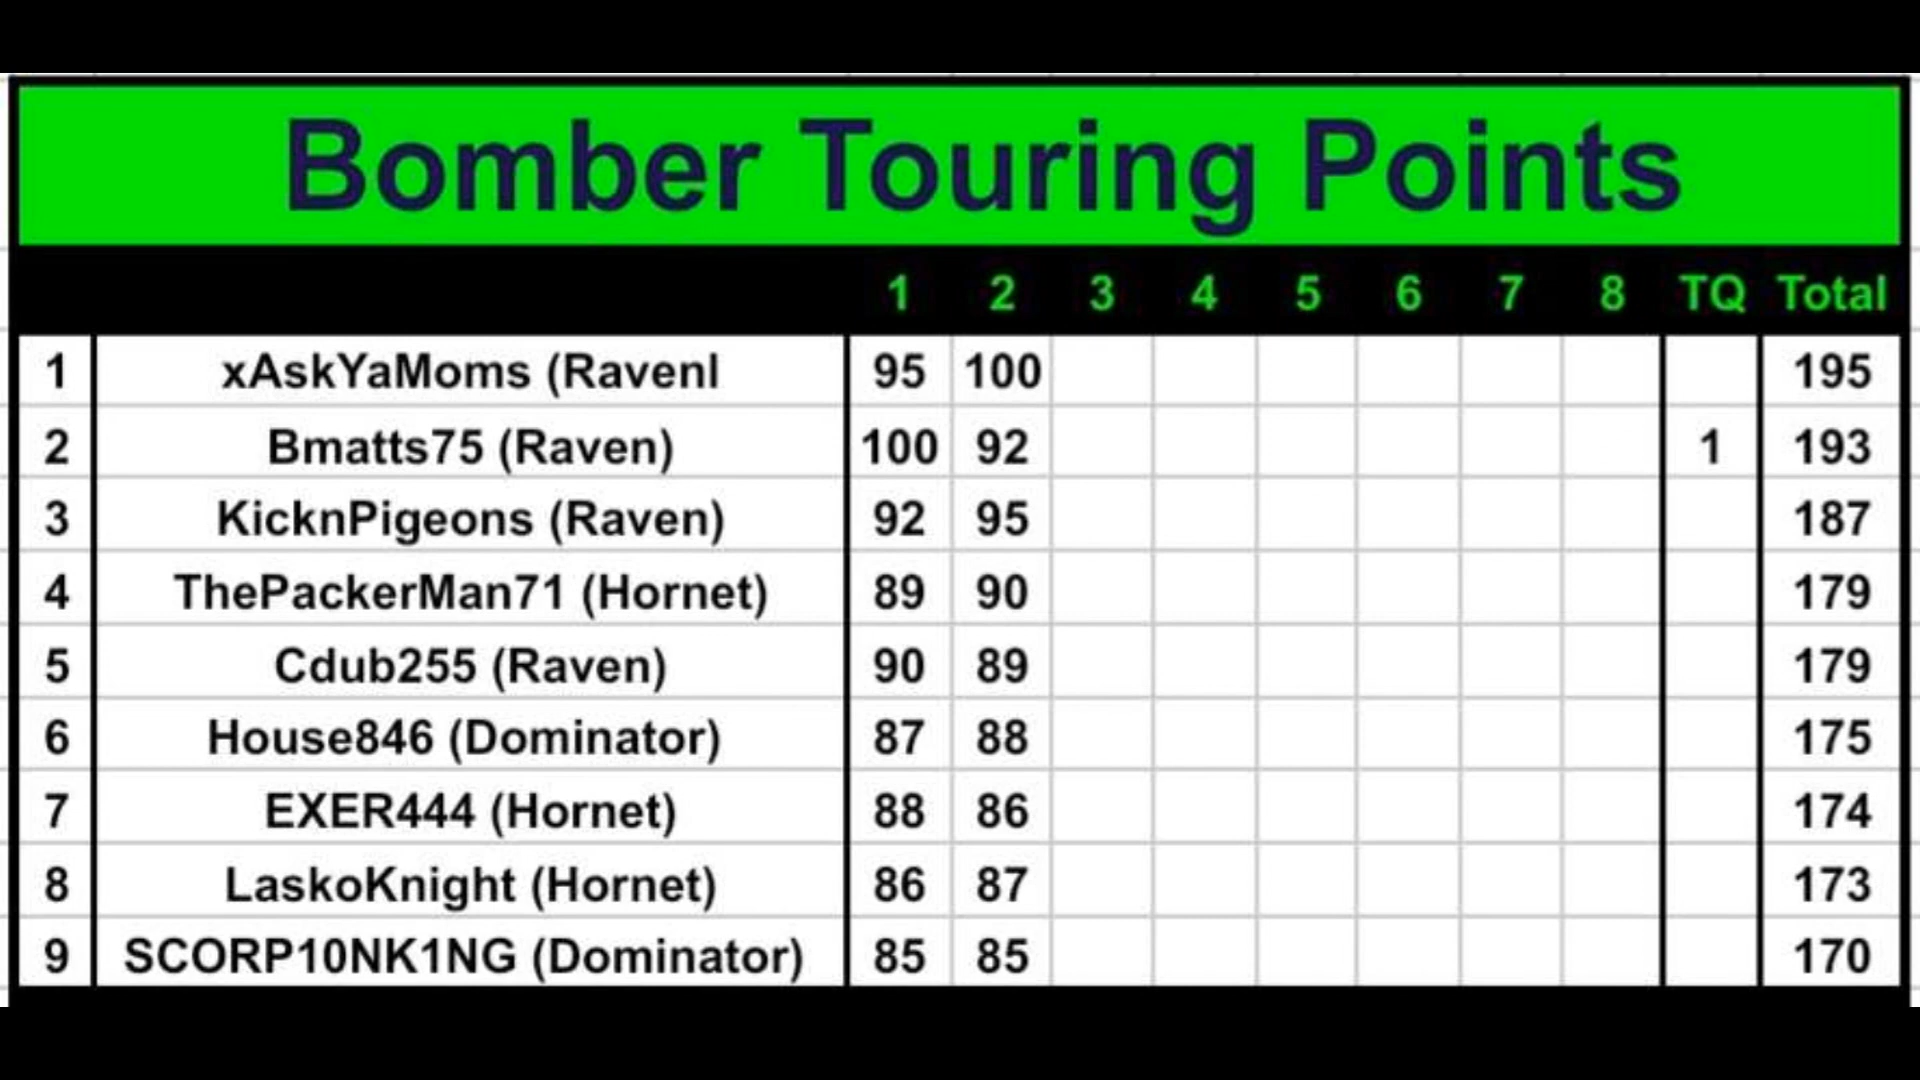 Bomber Touring Points
1 2 3 4 5 6 7 8 TQ Total
1 xAskYaMoms (Ravenl 95 100 195
2 Bmatts75 (Raven) 100 92 1 193
3 KicknPigeons (Raven) 92 95 187
4 ThePackerMan71 (Hornet) 89 90 179
5 Cdub255 (Raven) 90 89 179
6 House846 (Dominator) 87 88 175
7 EXER444 (Hornet) 88 86 174
8 LaskoKnight (Hornet) 86 87 173
9 SCORP10NK1NG (Dominator) 85 85 170